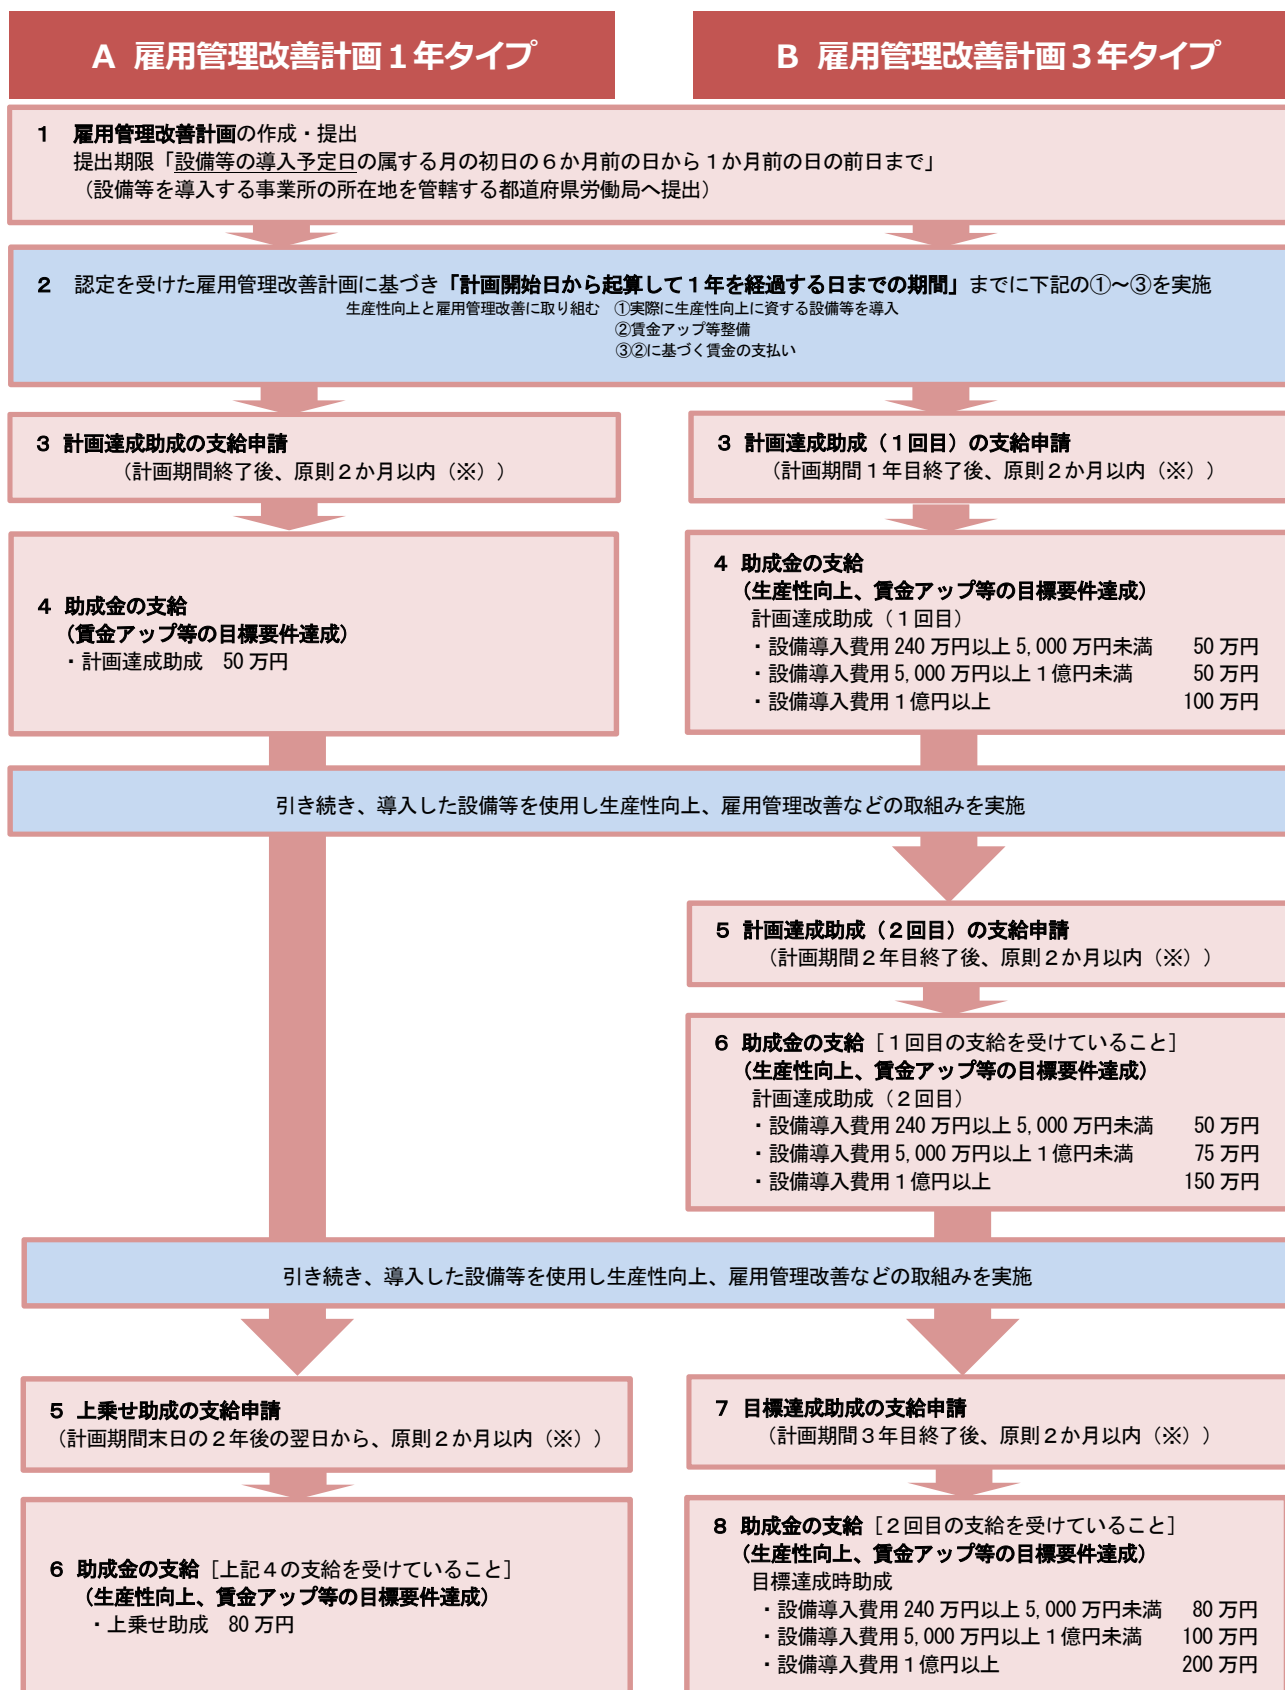 A 雇用管理改善計画１年タイプ
B 雇用管理改善計画３年タイプ
１ 雇用管理改善計画の作成・提出
提出期限「設備等の導入予定日の属する月の初日の６か月前の日から１か月前の日の前日まで」
（設備等を導入する事業所の所在地を管轄する都道府県労働局へ提出）
２ 認定を受けた雇用管理改善計画に基づき「計画開始日から起算して１年を経過する日までの期間」までに下記の①～③を実施
生産性向上と雇用管理改善に取り組む ①実際に生産性向上に資する設備等を導入
②賃金アップ等整備
③②に基づく賃金の支払い
３ 計画達成助成の支給申請
（計画期間終了後、原則２か月以内（※））
４ 助成金の支給
（賃金アップ等の目標要件達成）
・計画達成助成 50 万円
３ 計画達成助成（１回目）の支給申請
（計画期間１年目終了後、原則２か月以内（※））
４ 助成金の支給
（生産性向上、賃金アップ等の目標要件達成）
計画達成助成（１回目）
・設備導入費用 240 万円以上 5,000 万円未満 50 万円
・設備導入費用 5,000 万円以上１億円未満 50 万円
・設備導入費用１億円以上 100 万円
引き続き、導入した設備等を使用し生産性向上、雇用管理改善などの取組みを実施
５ 計画達成助成（２回目）の支給申請
（計画期間２年目終了後、原則２か月以内（※））
６ 助成金の支給［１回目の支給を受けていること］
（生産性向上、賃金アップ等の目標要件達成）
計画達成助成（２回目）
・設備導入費用 240 万円以上 5,000 万円未満 50 万円
・設備導入費用 5,000 万円以上１億円未満 75 万円
・設備導入費用１億円以上 150 万円
引き続き、導入した設備等を使用し生産性向上、雇用管理改善などの取組みを実施
５ 上乗せ助成の支給申請
（計画期間末日の２年後の翌日から、原則２か月以内（※））
６ 助成金の支給［上記４の支給を受けていること］
（生産性向上、賃金アップ等の目標要件達成）
・上乗せ助成 80 万円
７ 目標達成助成の支給申請
（計画期間３年目終了後、原則２か月以内（※））
８ 助成金の支給［２回目の支給を受けていること］
（生産性向上、賃金アップ等の目標要件達成）
目標達成時助成
・設備導入費用 240 万円以上 5,000 万円未満 80 万円
・設備導入費用 5,000 万円以上１億円未満 100 万円
・設備導入費用１億円以上 200 万円